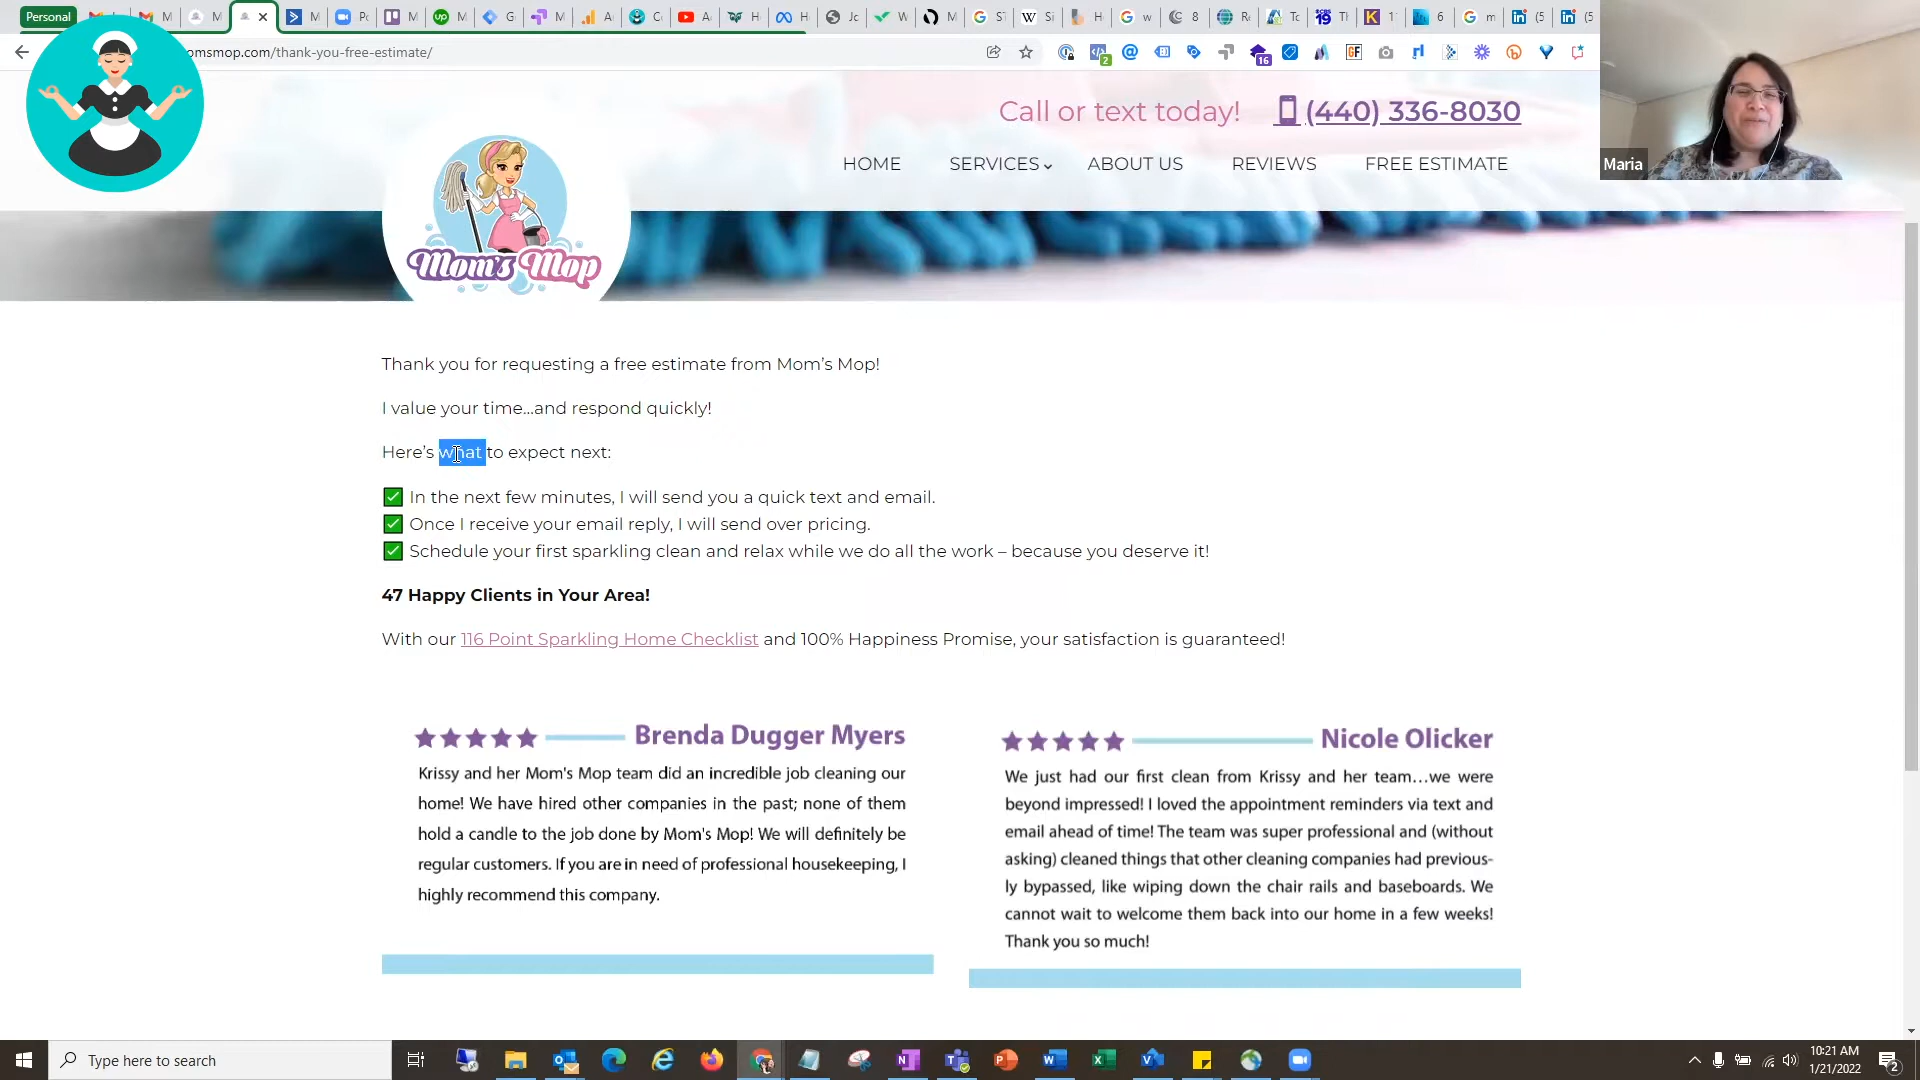 Personal
omsmop.com/thank-you-free-estimate/
Call or text today! (440) 336-8030
HOME SERVICES ABOUT US REVIEWS FREE ESTIMATE
Maria
Mom's Mop
Thank you for requesting a free estimate from Mom's Mop!
I value your time...and respond quickly!
Here's what to expect next:
In the next few minutes, I will send you a quick text and email.
Once I receive your email reply, I will send over pricing.
Schedule your first sparkling clean and relax while we do all the work – because you deserve it!
47 Happy Clients in Your Area!
With our 116 Point Sparkling Home Checklist and 100% Happiness Promise, your satisfaction is guaranteed!
Brenda Dugger Myers
Krissy and her Mom's Mop team did an incredible job cleaning our
home! We have hired other companies in the past; none of them
hold a candle to the job done by Mom's Mop! We will definitely be
regular customers. If you are in need of professional housekeeping, I
highly recommend this company.
Nicole Olicker
We just had our first clean from Krissy and her team...we were
beyond impressed! I loved the appointment reminders via text and
email ahead of time! The team was super professional and (without
asking) cleaned things that other cleaning companies had previous-
ly bypassed, like wiping down the chair rails and baseboards. We
cannot wait to welcome them back into our home in a few weeks!
Thank you so much!
Type here to search
10:21 AM
1/21/2022